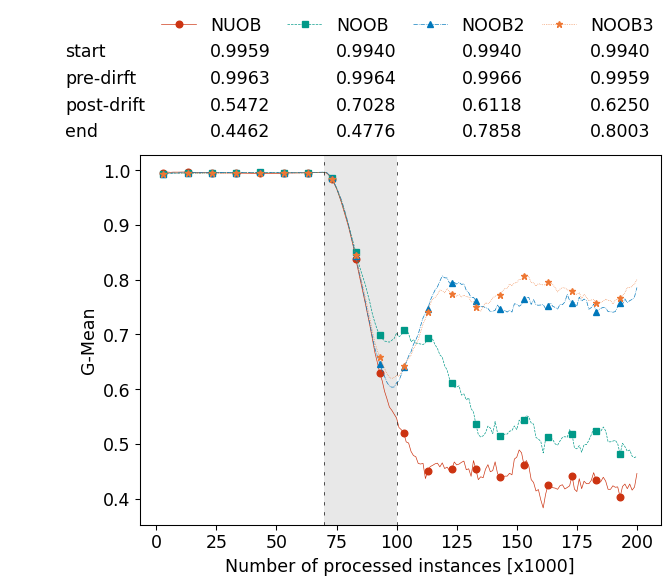 NUOB NOOB NOOB2 NOOB3
start 0.9959 0.9940 0.9940 0.9940
pre-dirft 0.9963 0.9964 0.9966 0.9959
post-drift 0.5472 0.7028 0.6118 0.6250
end 0.4462 0.4776 0.7858 0.8003
1.0
0.9
0.8
0.7
0.6
0.5
0.4
G-Mean
0 25 50 75 100 125 150 175 200
Number of processed instances [x1000]